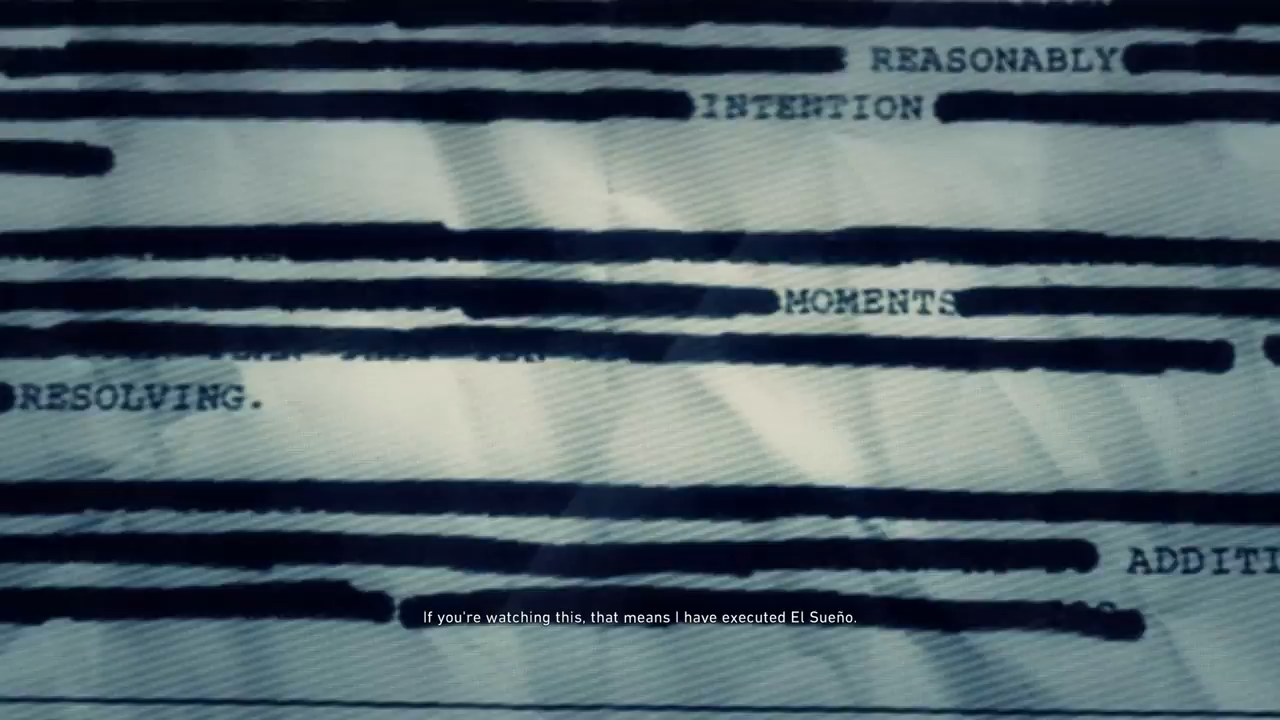 REASONABLY
INTENTION
MOMENTS
RESOLVING.
ADDITI
If you're watching this, that means I have executed El Sueño.